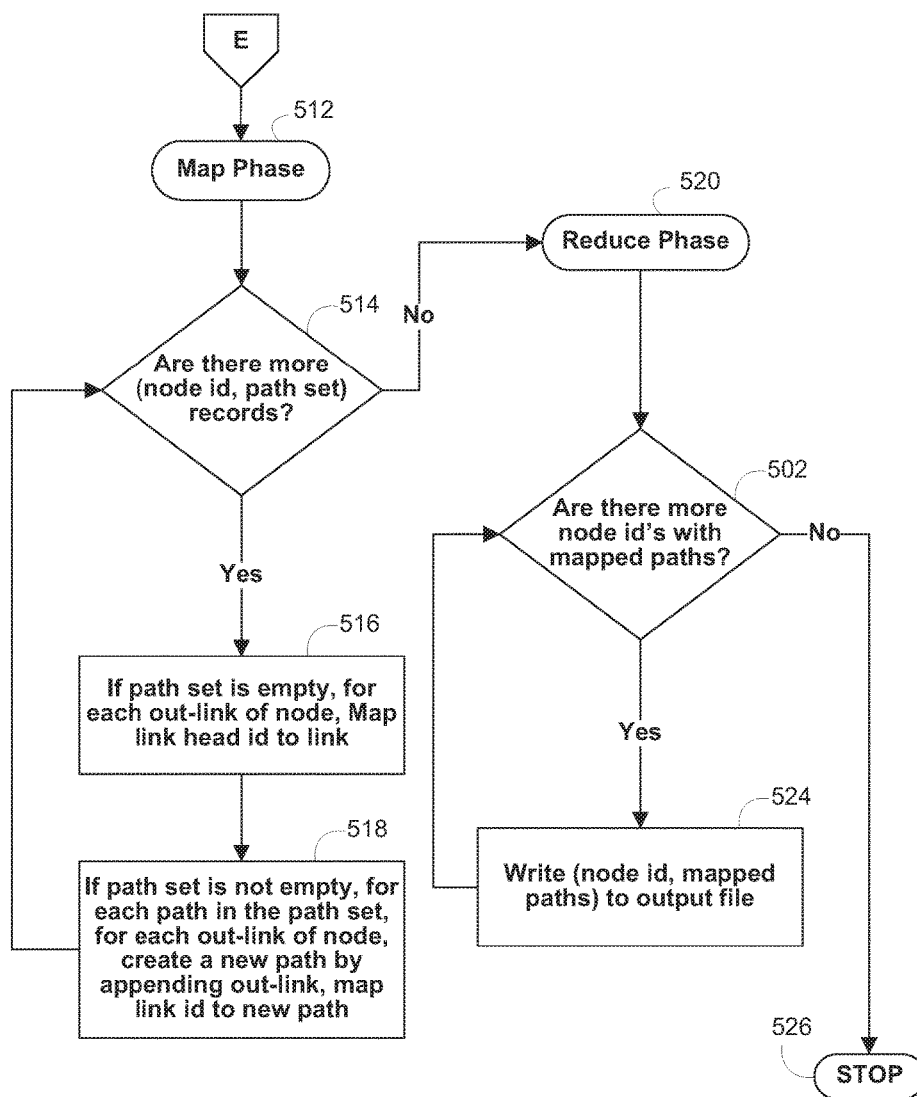 E
512
Map Phase
520
Reduce Phase
514
No
Are there more
(node id, path set)
records?
502
Are there more
node id's with
mapped paths?
No
Yes
516
If path set is empty, for
each out-link of node, Map
link head id to link
Yes
524
Write (node id, mapped
paths) to output file
518
If path set is not empty, for
each path in the path set,
for each out-link of node,
create a new path by
appending out-link, map
link id to new path
526
STOP